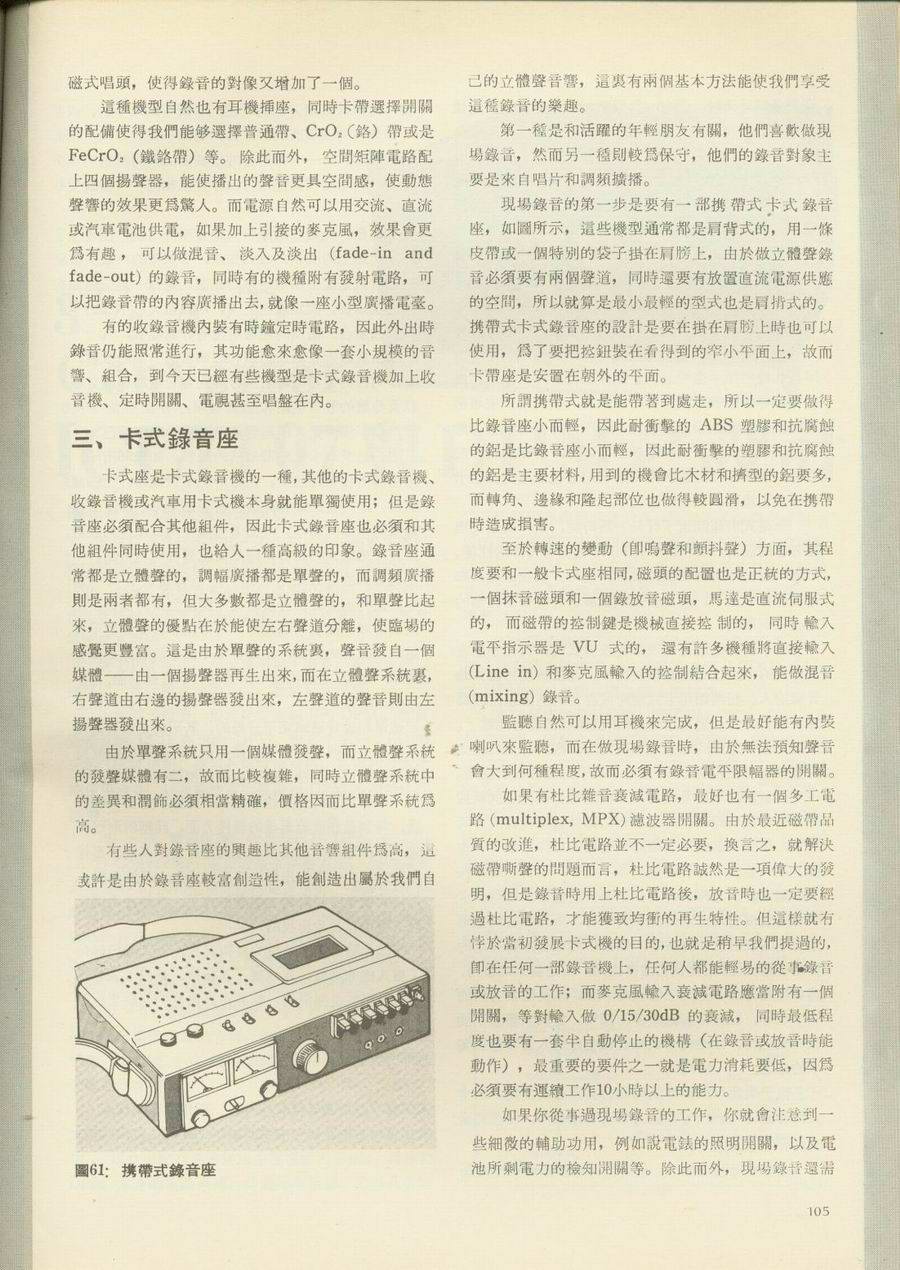 磁式唱頭，使得錄音的對像又增加了一個。
這種機型自然也有耳機揷座，同時卡帶選擇開關
的配備使得我們能够選擇普通帶、CrO₂（鉻）帶或是
FeCrO₂（鐵鉻帶）等。除此而外，空間矩陣電路配
上四個揚聲器，能使播出的聲音更具空間感，使動態
聲響的效果更爲驚人。而電源自然可以用交流、直流
或汽車電池供電，如果加上引接的麥克風，效果會更
爲有趣，可以做混音、淡入及淡出 (fade-in and
fade-out) 的錄音，同時有的機種附有發射電路，可
以把錄音帶的內容廣播出去,就像一座小型廣播電臺。
有的收錄音機內裝有時鐘定時電路，因此外出時
錄音仍能照常進行，其功能愈來愈像一套小規模的音
響、組合，到今天已經有些機型是卡式錄音機加上收
音機、定時開關、電視甚至唱盤在內。
三、卡式錄音座
卡式座是卡式錄音機的一種,其他的卡式錄音機、
收錄音機或汽車用卡式機本身就能單獨使用；但是錄
音座必須配合其他組件，因此卡式錄音座也必須和其
他組件同時使用，也給人一種高級的印象。錄音座通
常都是立體聲的，調幅廣播都是單聲的，而調頻廣播
則是兩者都有，但大多數都是立體聲的，和單聲比起
來，立體聲的優點在於能使左右聲道分離，使臨場的
感覺更豐富。這是由於單聲的系統裏，聲音發自一個
媒體——由一個揚聲器再生出來,而在立體聲系統裏,
右聲道由右邊的揚聲器發出來，左聲道的聲音則由左
揚聲器發出來。
由於單聲系統只用一個媒體發聲，而立體聲系統
的發聲媒體有二，故而比較複雜，同時立體聲系統中
的差異和潤飾必須相當精確，價格因而比單聲系統爲
高。
有些人對錄音座的興趣比其他音響組件爲高，這
或許是由於錄音座較富創造性，能創造出屬於我們自
圖61：携帶式錄音座
己的立體聲音響，這裏有兩個基本方法能使我們享受
這種錄音的樂趣。
第一種是和活躍的年輕朋友有關，他們喜歡做現
場錄音，然而另一種則較爲保守，他們的錄音對象主
要是來自唱片和調頻擴播。
現場錄音的第一步是要有一部携帶式卡式錄音
座，如圖所示，這些機型通常都是肩背式的，用一條
皮帶或一個特別的袋子掛在肩膀上，由於做立體聲錄
音必須要有兩個聲道，同時還要有放置直流電源供應
的空間，所以就算是最小最輕的型式也是肩揹式的。
携帶式卡式錄音座的設計是要在掛在肩膀上時也可以
使用，爲了要把控鈕裝在看得到的窄小平面上，故而
卡帶座是安置在朝外的平面。
所謂携帶式就是能帶著到處走，所以一定要做得
比錄音座小而輕，因此耐衝擊的 ABS 塑膠和抗腐蝕
的鋁是比錄音座小而輕，因此耐衝擊的塑膠和抗腐蝕
的鋁是主要材料,用到的機會比木材和擠型的鋁要多,
而轉角、邊緣和隆起部位也做得較圓滑，以免在携帶
時造成損害。
至於轉速的變動（卽嗚聲和顫抖聲）方面，其程
度要和一般卡式座相同,磁頭的配置也是正統的方式,
一個抹音磁頭和一個錄放音磁頭，馬達是直流伺服式
的，而磁帶的控制鍵是機械直接控制的，同時輸入
電平指示器是 VU 式的，還有許多機種將直接輸入
(Line in) 和麥克風輸入的控制結合起來，能做混音
(mixing) 錄音。
監聽自然可以用耳機來完成，但是最好能有內裝
喇叭來監聽，而在做現場錄音時，由於無法預知聲音
會大到何種程度,故而必須有錄音電平限幅器的開關。
如果有杜比雜音衰減電路，最好也有一個多工電
路 (multiplex, MPX) 濾波器開關。由於最近磁帶品
質的改進，杜比電路並不一定必要，換言之，就解決
磁帶嘶聲的問題而言，杜比電路誠然是一項偉大的發
明，但是錄音時用上杜比電路後，放音時也一定要經
過杜比電路，才能獲致均衡的再生特性。但這樣就有
悖於當初發展卡式機的目的,也就是稍早我們提過的,
卽在任何一部錄音機上，任何人都能輕易的從事錄音
或放音的工作；而麥克風輸入衰減電路應當附有一個
開關，等對輸入做 0/15/30dB 的衰減，同時最低程
度也要有一套半自動停止的機構（在錄音或放音時能
動作），最重要的要件之一就是電力消耗要低，因爲
必須要有連續工作10小時以上的能力。
如果你從事過現場錄音的工作，你就會注意到一
些細微的輔助功用，例如說電錶的照明開關，以及電
池所剩電力的檢知開關等。除此而外，現場錄音還需
105